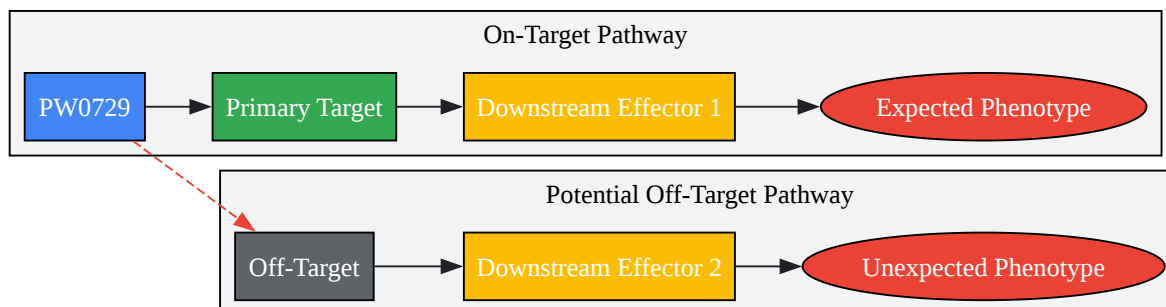 On-Target Pathway
PW0729
Primary Target
Downstream Effector 1
Expected Phenotype
Potential Off-Target Pathway
Off-Target
Downstream Effector 2
Unexpected Phenotype